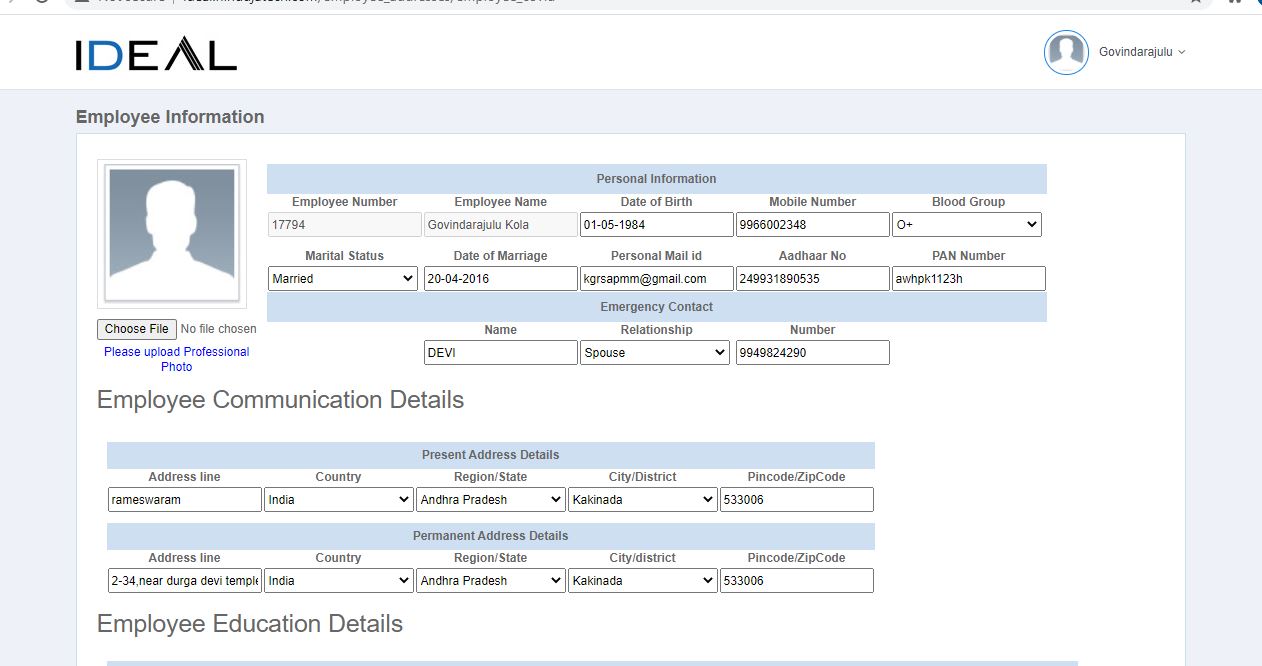 IDEAL
Govindarajulu
Employee Information
Personal Information
Employee Number Employee Name Date of Birth Mobile Number Blood Group
17794 Govindarajulu Kola 01-05-1984 9966002348 O+
Marital Status Date of Marriage Personal Mail id Aadhaar No PAN Number
Married 20-04-2016 kgrsapmm@gmail.com 249931890535 awhpk1123h
Emergency Contact
Choose File No file chosen
Name Relationship Number
Please upload Professional
Photo
DEVI Spouse 9949824290
Employee Communication Details
Present Address Details
Address line Country Region/State City/District Pincode/ZipCode
rameswaram India Andhra Pradesh Kakinada 533006
Permanent Address Details
Address line Country Region/State City/district Pincode/ZipCode
2-34,near durga devi temple India Andhra Pradesh Kakinada 533006
Employee Education Details